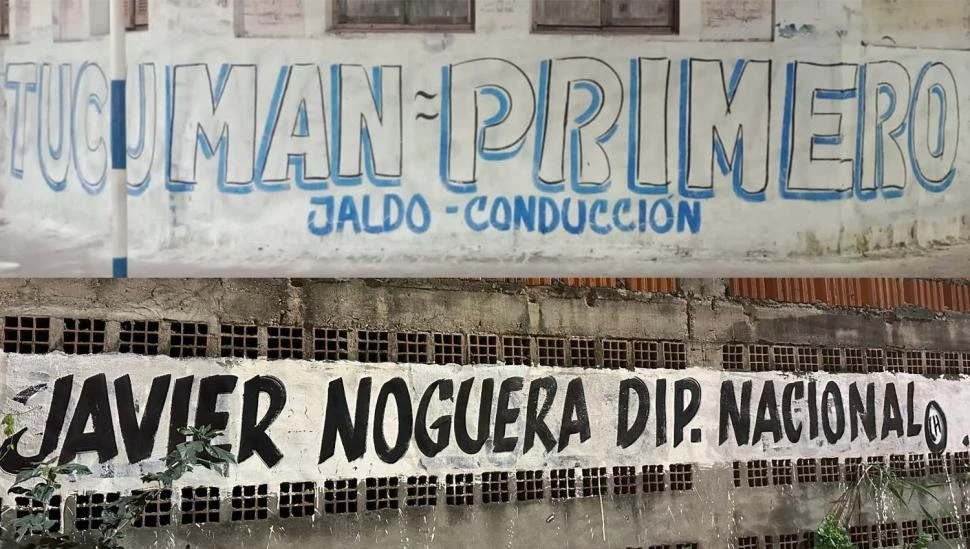 TUCUMAN ~ PRIMERO
JALDO - CONDUCCIÓN
JAVIER NOGUERA DIP. NACIONAL